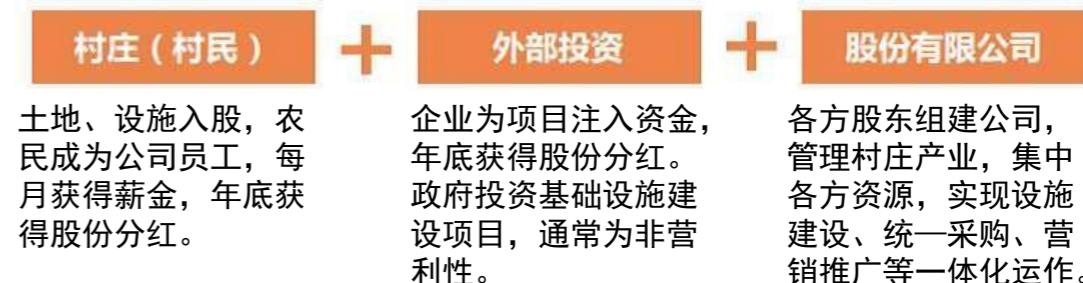 村庄（村民）
+
外部投资
+
股份有限公司
土地、设施入股，农
民成为公司员工，每
月获得薪金，年底获
得股份分红。
企业为项目注入资金，
年底获得股份分红。
政府投资基础设施建
设项目，通常为非营
利性。
各方股东组建公司，
管理村庄产业，集中
各方资源，实现设施
建设、统—采购、营
销推广等一体化运作。